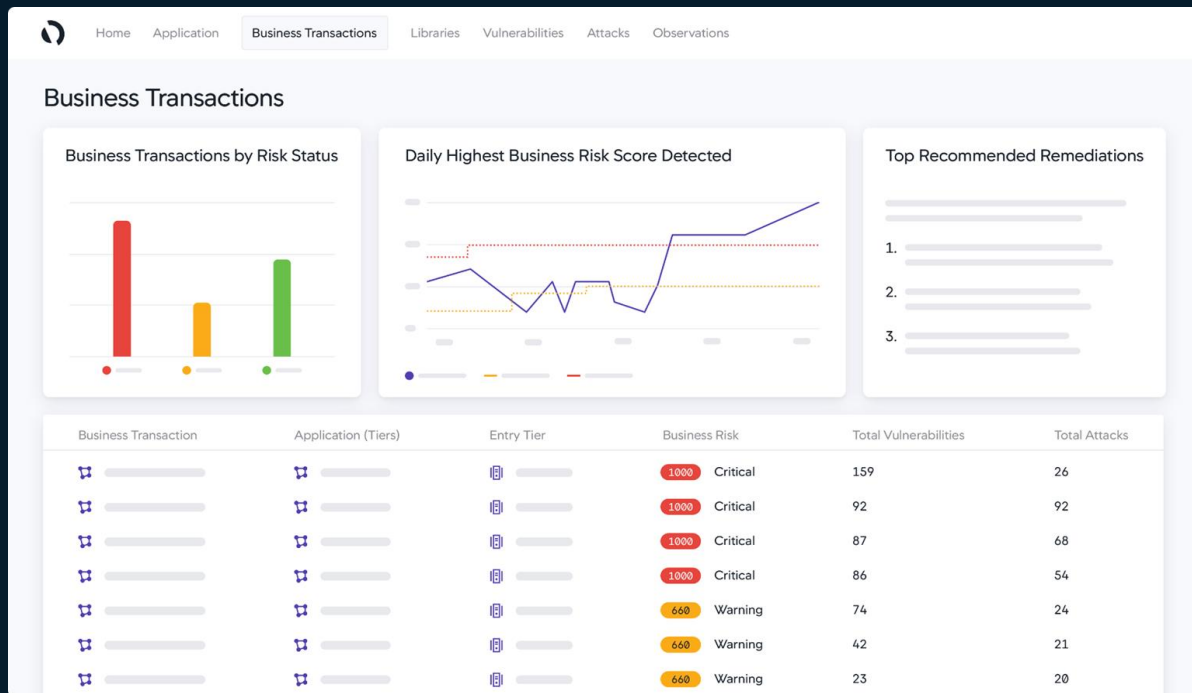 Home Application Business Transactions Libraries Vulnerabilities Attacks Observations
Business Transactions
Business Transactions by Risk Status
Daily Highest Business Risk Score Detected
Top Recommended Remediations
1.
2.
3.
Business Transaction Application (Tiers) Entry Tier Business Risk Total Vulnerabilities Total Attacks
1000 Critical 159 26
1000 Critical 92 92
1000 Critical 87 68
1000 Critical 86 54
660 Warning 74 24
660 Warning 42 21
660 Warning 23 20